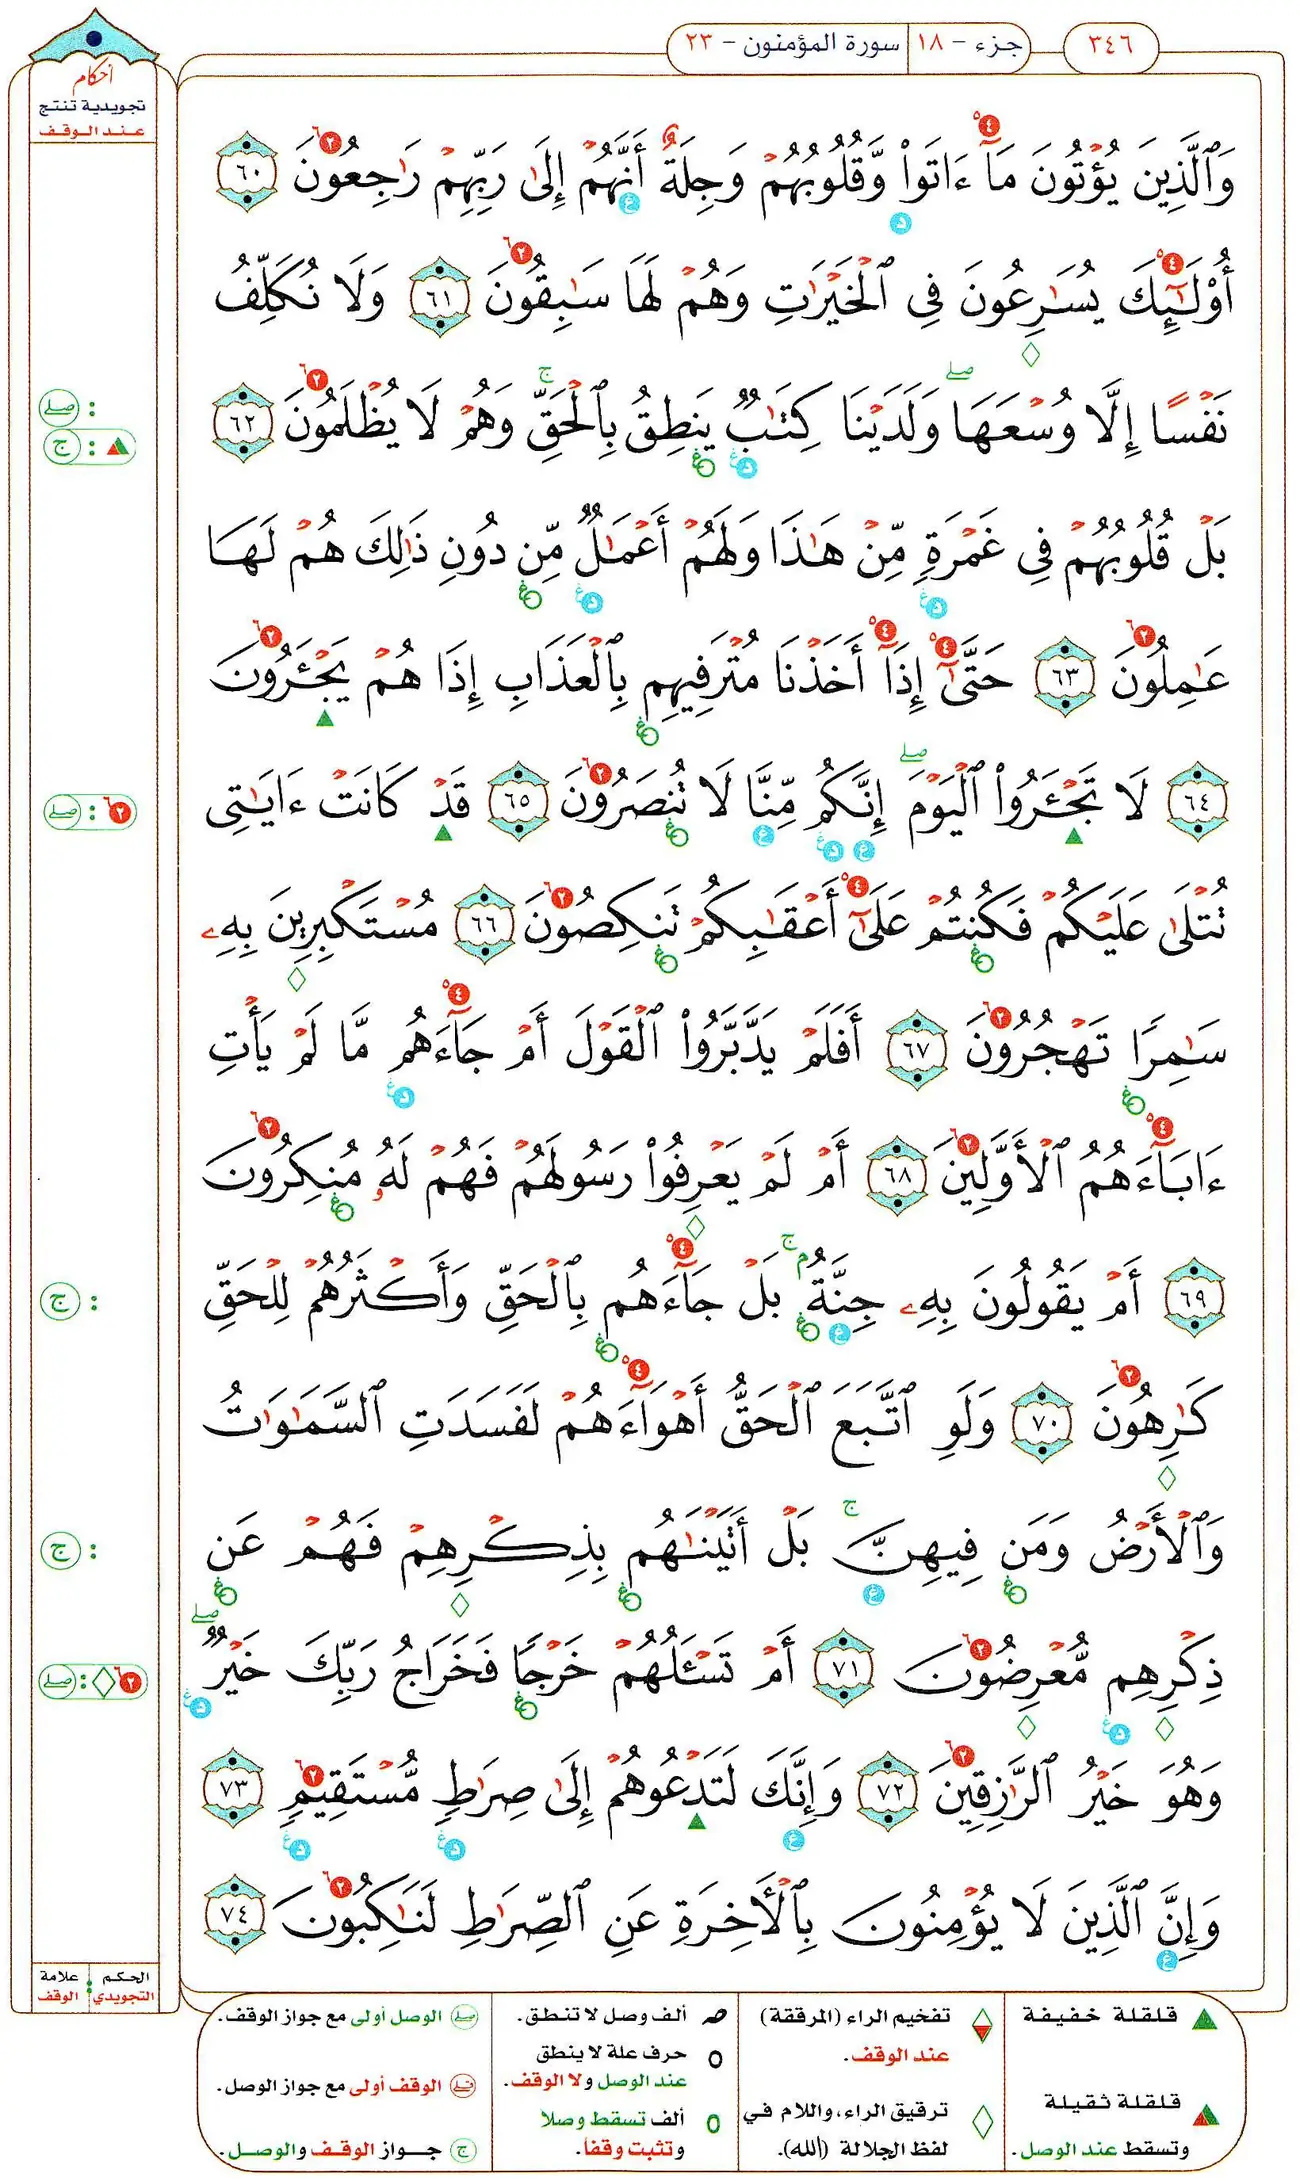 ٣٤٦
جزء - ١٨ سورة المؤمنون - ٢٣
أحكام
تجويدية تنتج
عند الوقف
وَٱلَّذِينَ يُؤْتُونَ مَآ ءَاتَوا۟ وَّقُلُوبُهُمْ وَجِلَةٌ أَنَّهُمْ إِلَىٰ رَبِّهِمْ رَٰجِعُونَ ٦٠
أُو۟لَـٰٓئِكَ يُسَـٰرِعُونَ فِى ٱلْخَيْرَٰتِ وَهُمْ لَهَا سَـٰبِقُونَ ٦١ وَلَا نُكَلِّفُ
نَفْسًا إِلَّا وُسْعَهَا ۖ وَلَدَيْنَا كِتَـٰبٌ يَنطِقُ بِٱلْحَقِّ ۚ وَهُمْ لَا يُظْلَمُونَ ٦٢
بَلْ قُلُوبُهُمْ فِى غَمْرَةٍ مِّنْ هَـٰذَا وَلَهُمْ أَعْمَـٰلٌ مِّن دُونِ ذَٰلِكَ هُمْ لَهَا
عَـٰمِلُونَ ٦٣ حَتَّىٰٓ إِذَآ أَخَذْنَا مُتْرَفِيهِم بِٱلْعَذَابِ إِذَا هُمْ يَجْـَٔرُونَ
٦٤ لَا تَجْـَٔرُوا۟ ٱلْيَوْمَ ۖ إِنَّكُم مِّنَّا لَا تُنصَرُونَ ٦٥ قَدْ كَانَتْ ءَايَـٰتِى
تُتْلَىٰ عَلَيْكُمْ فَكُنتُمْ عَلَىٰٓ أَعْقَـٰبِكُمْ تَنكِصُونَ ٦٦ مُسْتَكْبِرِينَ بِهِۦ
سَـٰمِرًا تَهْجُرُونَ ٦٧ أَفَلَمْ يَدَّبَّرُوا۟ ٱلْقَوْلَ أَمْ جَآءَهُم مَّا لَمْ يَأْتِ
ءَابَآءَهُمُ ٱلْأَوَّلِينَ ٦٨ أَمْ لَمْ يَعْرِفُوا۟ رَسُولَهُمْ فَهُمْ لَهُۥ مُنكِرُونَ
٦٩ أَمْ يَقُولُونَ بِهِۦ جِنَّةٌۢ ۚ بَلْ جَآءَهُم بِٱلْحَقِّ وَأَكْثَرُهُمْ لِلْحَقِّ
كَـٰرِهُونَ ٧٠ وَلَوِ ٱتَّبَعَ ٱلْحَقُّ أَهْوَآءَهُمْ لَفَسَدَتِ ٱلسَّمَـٰوَٰتُ
وَٱلْأَرْضُ وَمَن فِيهِنَّ ۚ بَلْ أَتَيْنَـٰهُم بِذِكْرِهِمْ فَهُمْ عَن
ذِكْرِهِم مُّعْرِضُونَ ٧١ أَمْ تَسْـَٔلُهُمْ خَرْجًا فَخَرَاجُ رَبِّكَ خَيْرٌ ۖ
وَهُوَ خَيْرُ ٱلرَّٰزِقِينَ ٧٢ وَإِنَّكَ لَتَدْعُوهُمْ إِلَىٰ صِرَٰطٍ مُّسْتَقِيمٍ ٧٣
وَإِنَّ ٱلَّذِينَ لَا يُؤْمِنُونَ بِٱلْـَٔاخِرَةِ عَنِ ٱلصِّرَٰطِ لَنَـٰكِبُونَ ٧٤
الحكم التجويدي : علامة الوقف
قلقلة خفيفة
قلقلة ثقيلة
وتسقط عند الوصل.
تفخيم الراء (المرققة)
عند الوقف.
ترقيق الراء، واللام في
لفظ الجلالة (الله).
ألف وصل لا تنطق.
حرف علة لا ينطق
عند الوصل ولا الوقف.
ألف تسقط وصلا
وتثبت وقفاً.
صلے الوصل أولى مع جواز الوقف.
قلے الوقف أولى مع جواز الوصل.
ج جواز الوقف والوصل.